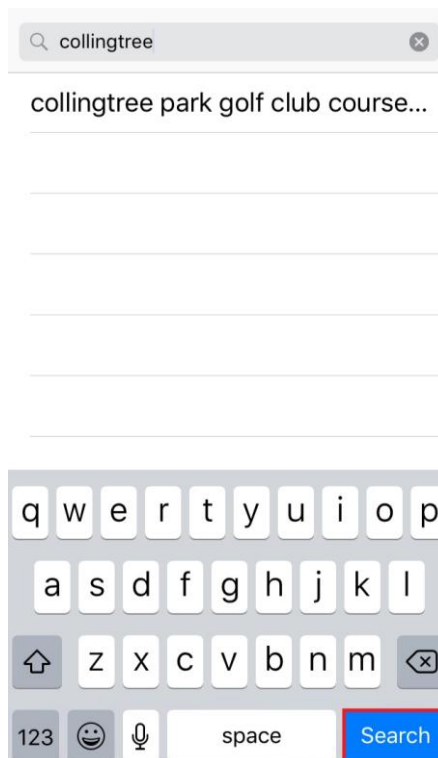 collingtree
collingtree park golf club course...
q w e r t y u i o p
a s d f g h j k l
z x c v b n m
123 space Search